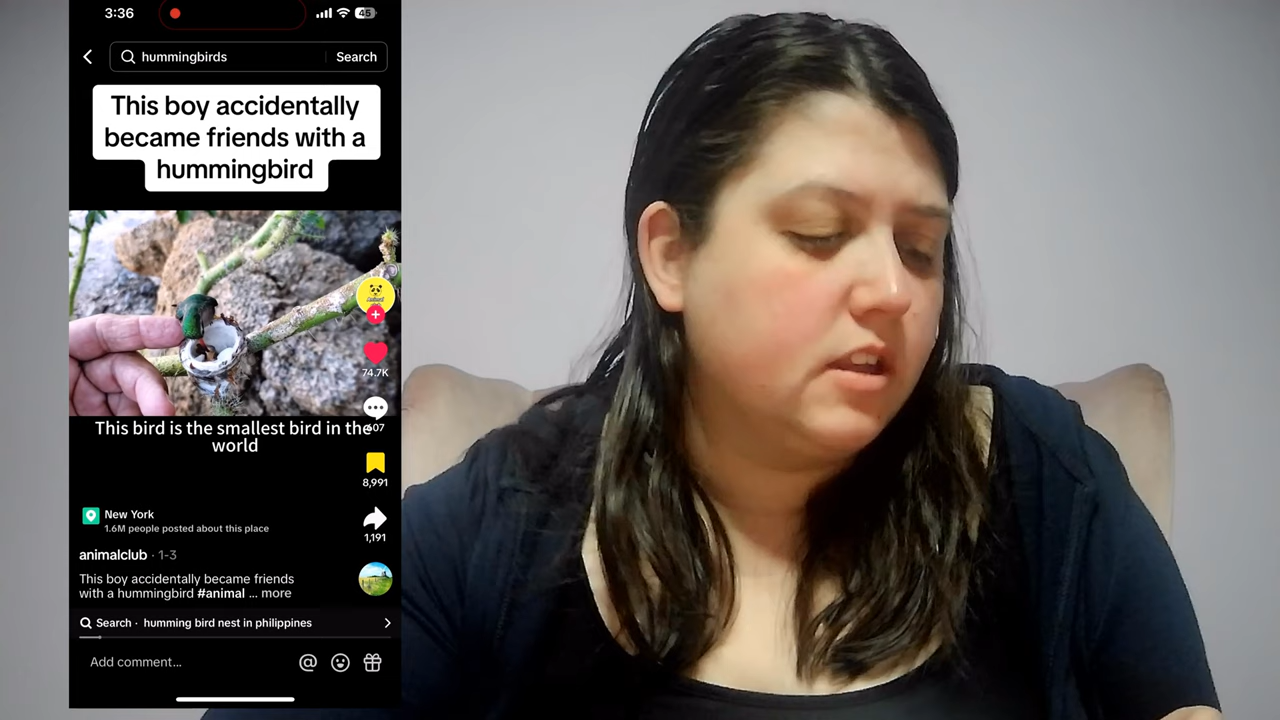 3:36
45
hummingbirds
Search
This boy accidentally
became friends with a
hummingbird
74.7K
This bird is the smallest bird in the
world
8,991
New York
1.6M people posted about this place
1,191
animalclub · 1-3
This boy accidentally became friends
with a hummingbird #animal ... more
Search · humming bird nest in philippines
Add comment...